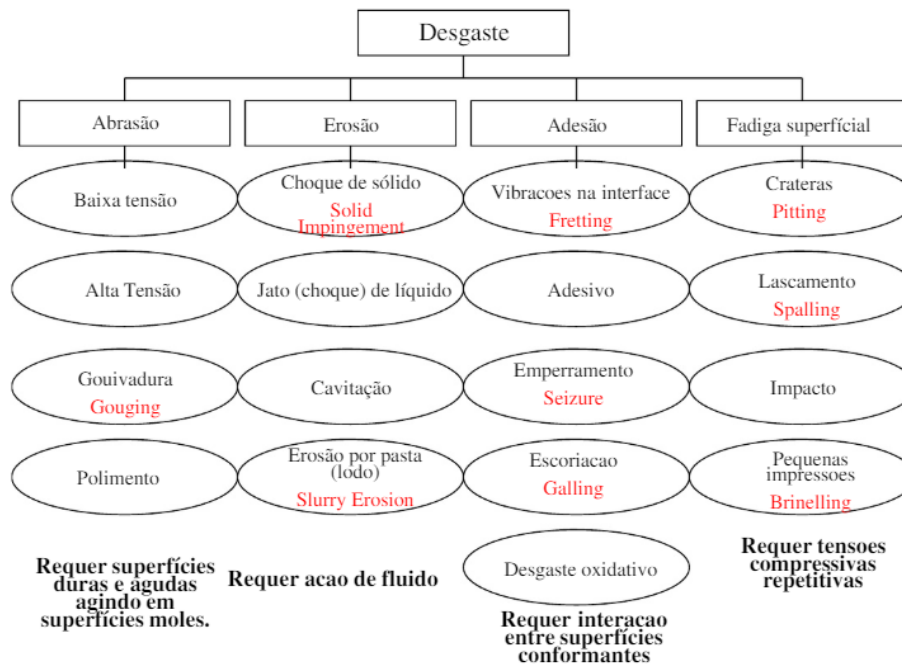 Desgaste
Abrasão
Erosão
Adesão
Fadiga superfícial
Baixa tensão
Choque de sólido
Solid
Impingement
Vibracoes na interface
Fretting
Crateras
Pitting
Alta Tensão
Jato (choque) de líquido
Adesivo
Lascamento
Spalling
Gouivadura
Gouging
Cavitação
Emperramento
Seizure
Impacto
Polimento
Erosão por pasta
(lodo)
Slurry Erosion
Escoriacao
Galling
Pequenas
impressoes
Brinelling
Requer superfícies
duras e agudas
agindo em
superfícies moles.
Requer acao de fluido
Desgaste oxidativo
Requer interacao
entre superfícies
conformantes
Requer tensoes
compressivas
repetitivas